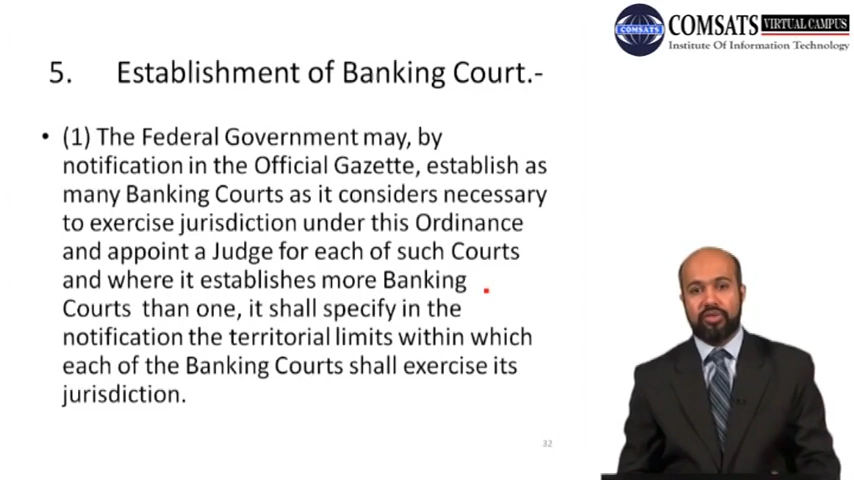 COMSATS VIRTUAL CAMPUS
COMSATS
Institute Of Information Technology
5. Establishment of Banking Court.-
• (1) The Federal Government may, by
notification in the Official Gazette, establish as
many Banking Courts as it considers necessary
to exercise jurisdiction under this Ordinance
and appoint a Judge for each of such Courts
and where it establishes more Banking
Courts than one, it shall specify in the
notification the territorial limits within which
each of the Banking Courts shall exercise its
jurisdiction.
32